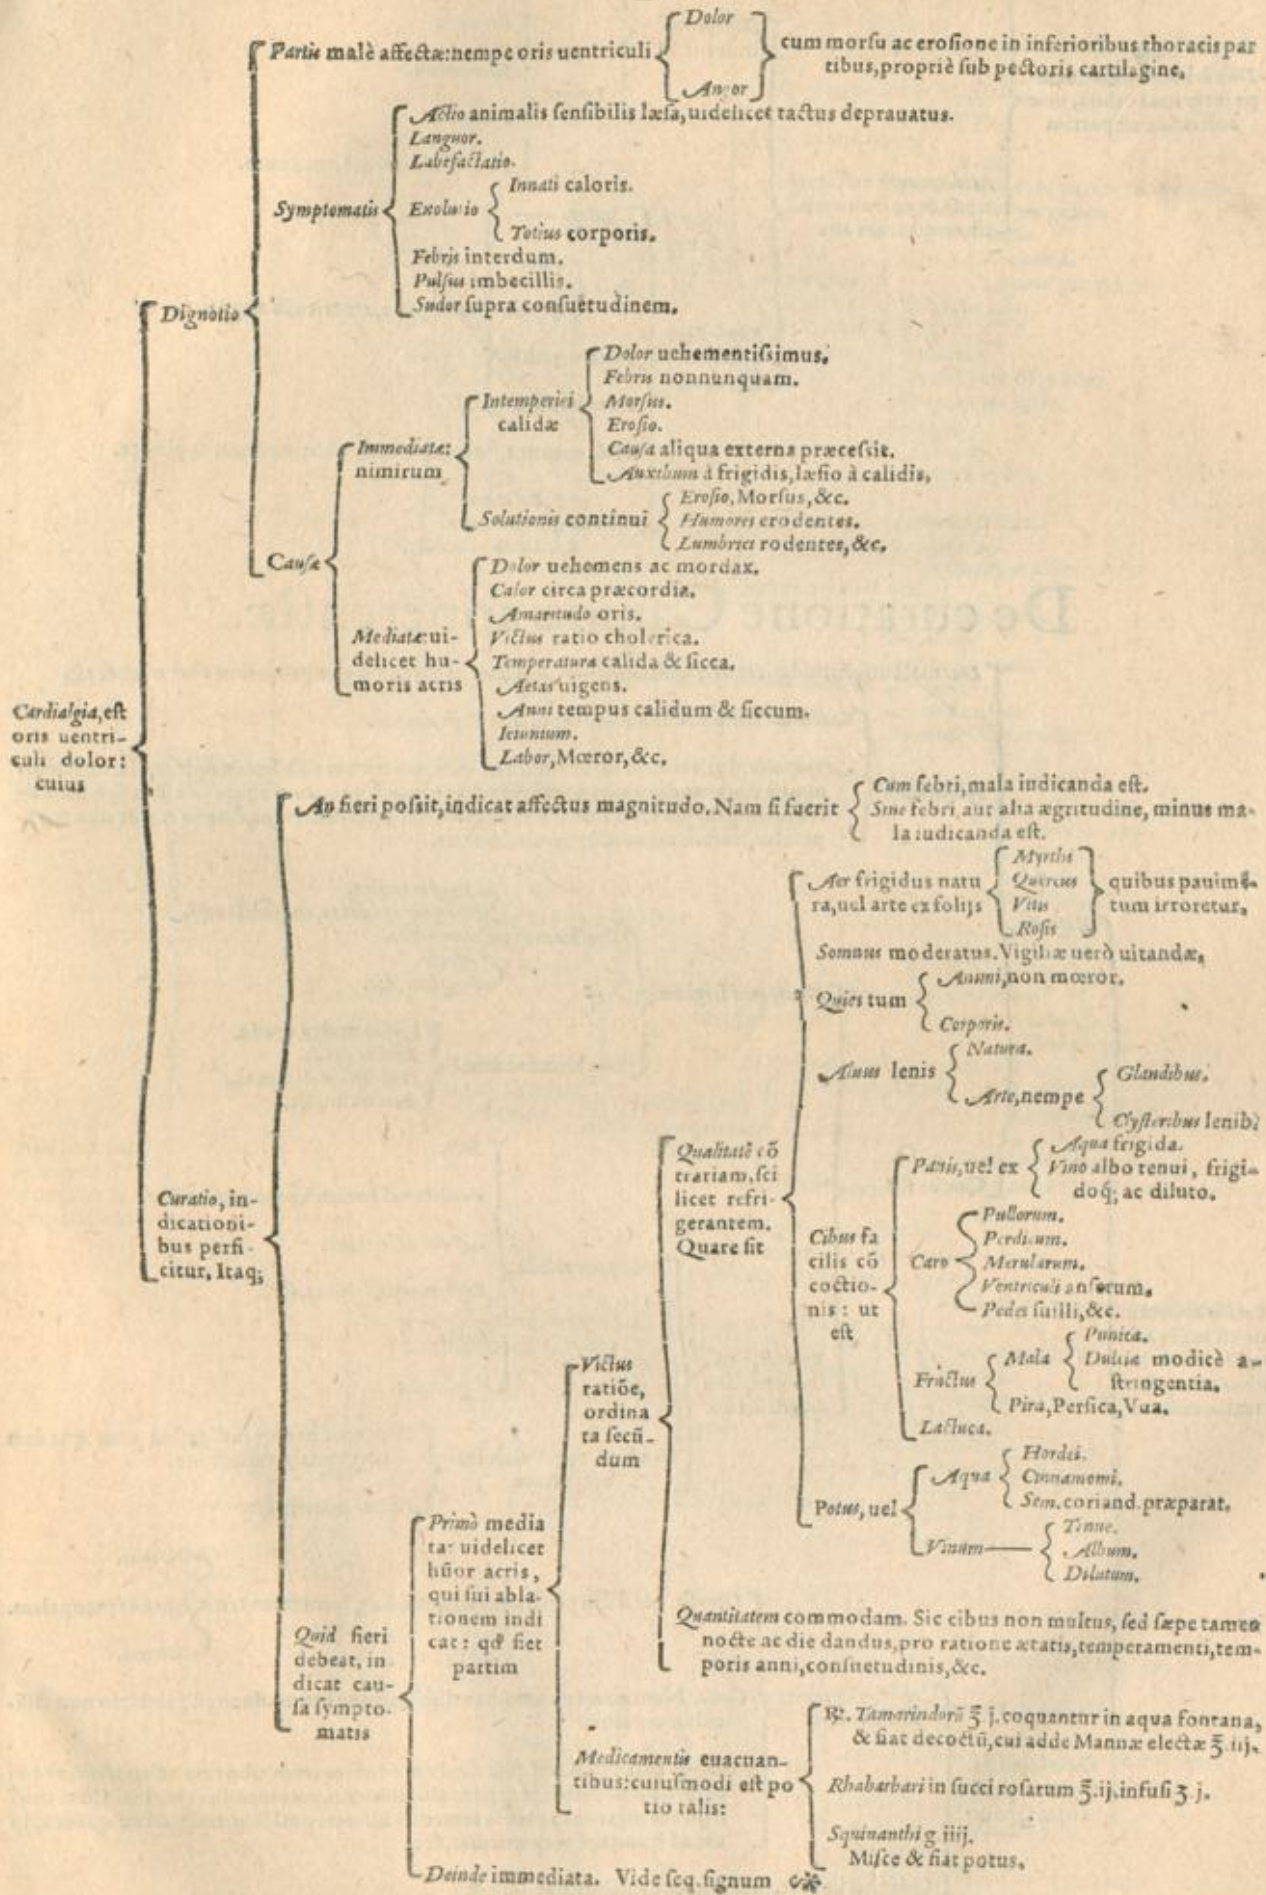 Cardialgia, est
oris uentri-
culi dolor:
cuius
Dignotio
Partis malè affectæ: nempe oris uentriculi
Dolor
Angor
cum morsu ac erosione in inferioribus thoracis par
tibus, propriè sub pectoris cartilagine.
Symptomatis
Actio animalis sensibilis læsa, uidelicet tactus deprauatus.
Languor.
Labefactatio.
Exolutio
Innati caloris.
Totius corporis.
Febris interdum.
Pulsus imbecillis.
Sudor supra consuetudinem.
Causæ
Immediatæ:
nimirum
Intemperiei
calidæ
Dolor uehementissimus.
Febris nonnunquam.
Morsus.
Erosio.
Causa aliqua externa præcessit.
Auxilium à frigidis, læsio à calidis.
Solutionis continui
Erosio, Morsus, &c.
Humores erodentes.
Lumbrici rodentes, &c.
Mediatæ: ui-
delicet hu-
moris acris
Dolor uehemens ac mordax.
Calor circa præcordia.
Amaritudo oris.
Victus ratio cholerica.
Temperatura calida & sicca.
Aetas uigens.
Anni tempus calidum & siccum.
Ieiunium.
Labor, Mœror, &c.
Curatio, in-
dicationi-
bus perfi-
citur. Itaq;
An fieri possit, indicat affectus magnitudo. Nam si fuerit
Cum febri, mala iudicanda est.
Sine febri aut alia ægritudine, minus ma-
la iudicanda est.
Quid fieri
debeat, in
dicat cau-
sa sympto-
matis
Primò media
ta: uidelicet
hũor acris,
qui sui abla-
tionem indi
cat: qđ fiet
partim
Victus
ratiõe,
ordina
ta secũ-
dum
Qualitatẽ cõ
trariam, sci
licet refri-
gerantem.
Quare sit
Aer frigidus natu
ra, uel arte ex folijs
Myrthi
Quercus
Vitis
Rosis
quibus pauimẽ-
tum irroretur.
Somnus moderatus. Vigiliæ uerò uitandæ.
Quies tum
Animi, non mœror.
Corporis.
Aluus lenis
Natura.
Arte, nempe
Glandibus.
Clysteribus lenib;
Cibus fa
cilis cõ
coctio-
nis: ut
est
Panis, uel ex
Aqua frigida.
Vino albo tenui, frigi-
doq; ac diluto.
Caro
Pullorum.
Perdicum.
Merularum.
Ventriculi anserum.
Pedes suilli, &c.
Fructus
Mala
Punica.
Dulcia modicè a-
stringentia.
Pira, Persica, Vua.
Lactuca.
Potus, uel
Aqua
Hordei.
Cinnamomi.
Sem. coriand. præparat.
Vinum
Tenue.
Album.
Dilutum.
Quantitatem commodam. Sic cibus non multus, sed sæpe tamen
nocte ac die dandus, pro ratione ætatis, temperamenti, tem-
poris anni, consuetudinis, &c.
Medicamentis euacuan-
tibus: cuiusmodi est po
tio talis:
℞. Tamarindorũ ℥ j. coquantur in aqua fontana,
& fiat decoctũ, cui adde Mannæ electæ ℥.iij.
Rhabarbari in succi rosarum ℥.ij. infusi ʒ j.
Squinanthi g iiij.
Misce & fiat potus.
Deinde immediata. Vide seq. signum